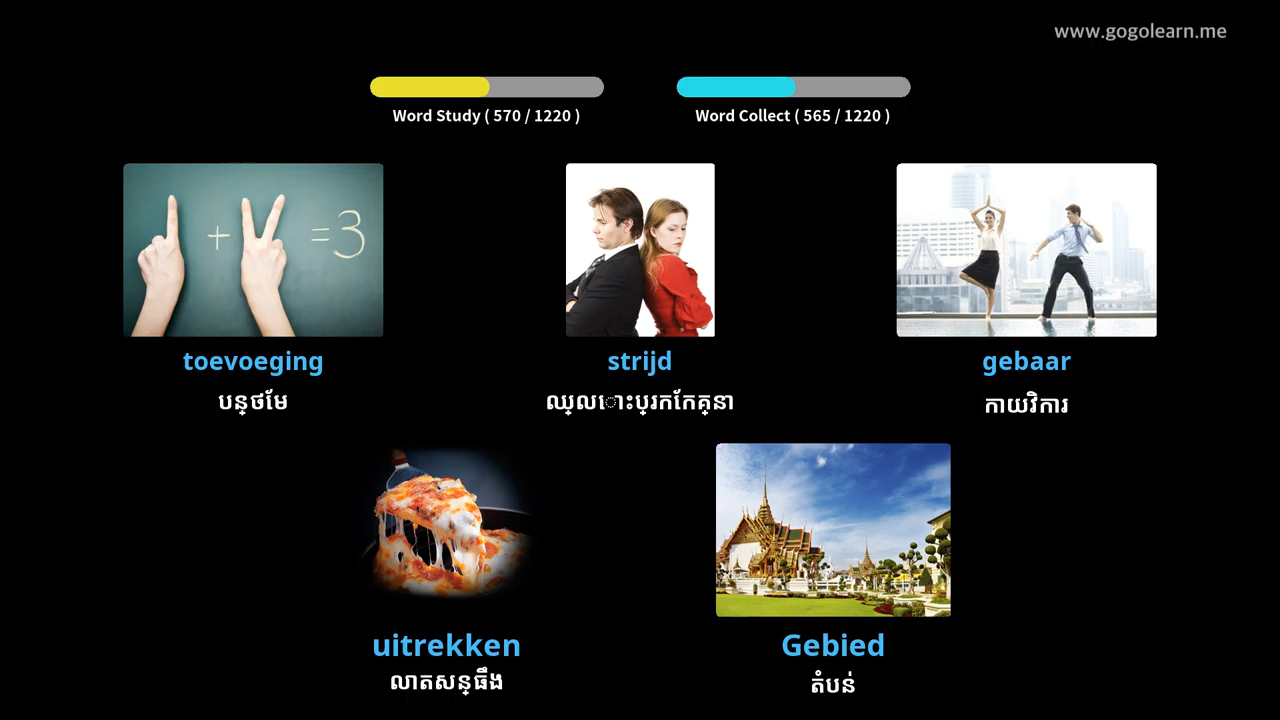 www.gogolearn.me
Word Study ( 570 / 1220 )
Word Collect ( 565 / 1220 )
+ = 3
toevoeging
strijd
gebaar
បន្ថមែ
ឈ្លោះប្រកកែគ្នា
កាយវិការ
uitrekken
Gebied
លាតសន្ធឹង
តំបន់